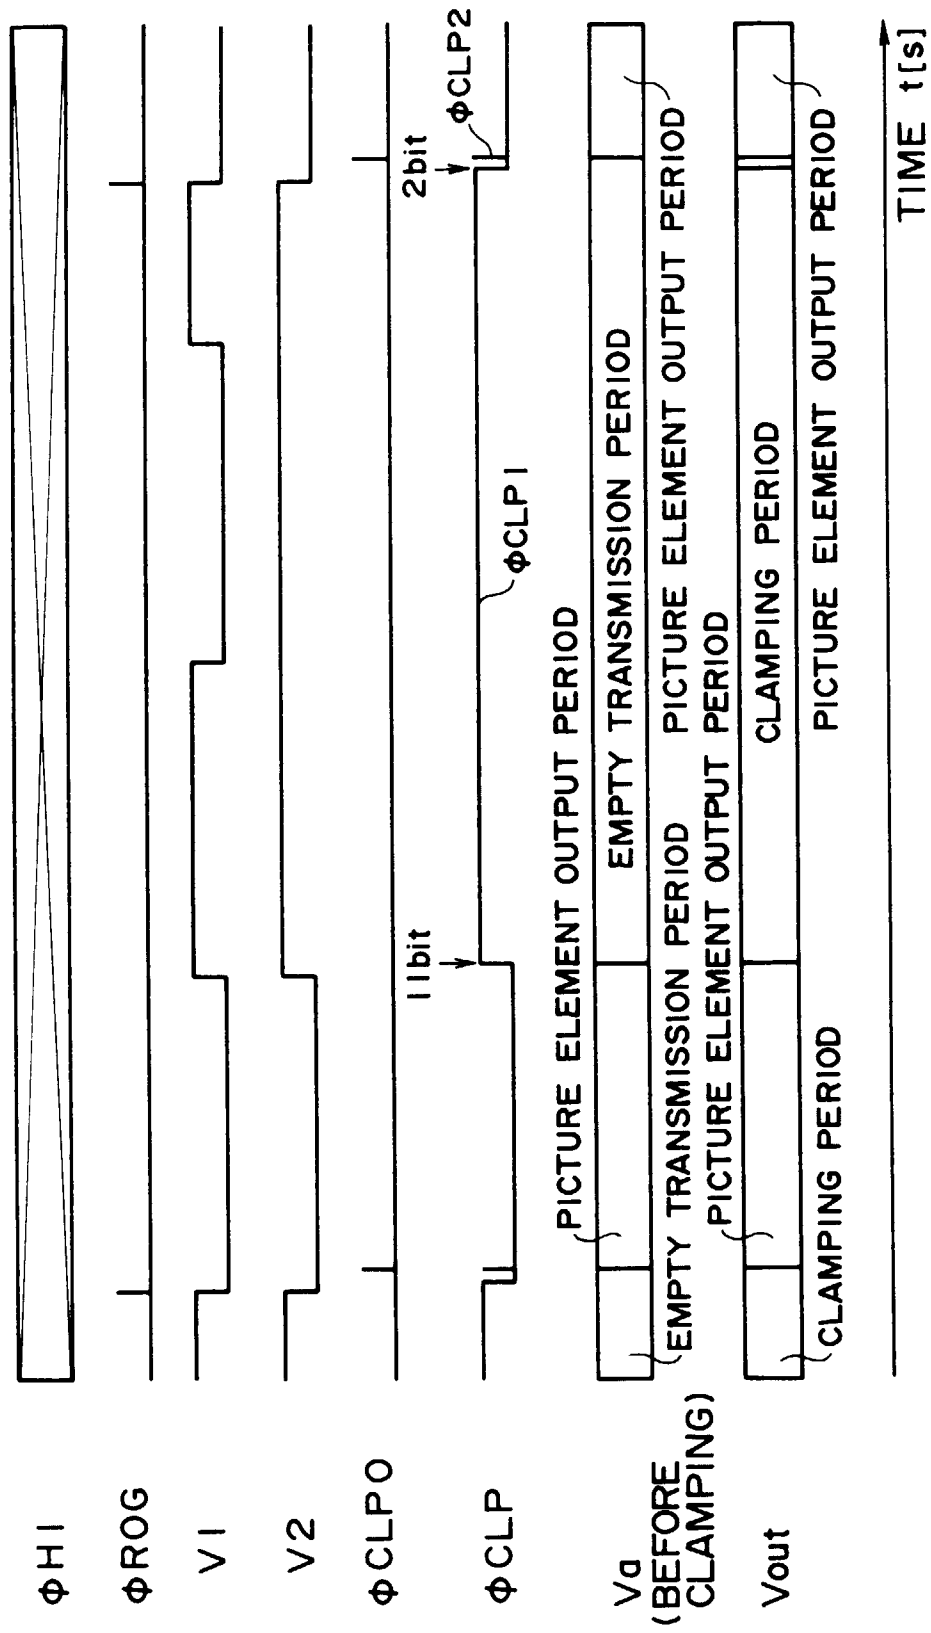 ΦH1
ΦROG
V1
V2
ΦCLP0
2bit
ΦCLP2
11bit
ΦCLP
ΦCLP1
PICTURE ELEMENT OUTPUT PERIOD
Va
(BEFORE
CLAMPING)
EMPTY TRANSMISSION PERIOD
EMPTY TRANSMISSION PERIOD
PICTURE ELEMENT OUTPUT PERIOD
PICTURE ELEMENT OUTPUT PERIOD
Vout
CLAMPING PERIOD
CLAMPING PERIOD
PICTURE ELEMENT OUTPUT PERIOD
TIME t[s]